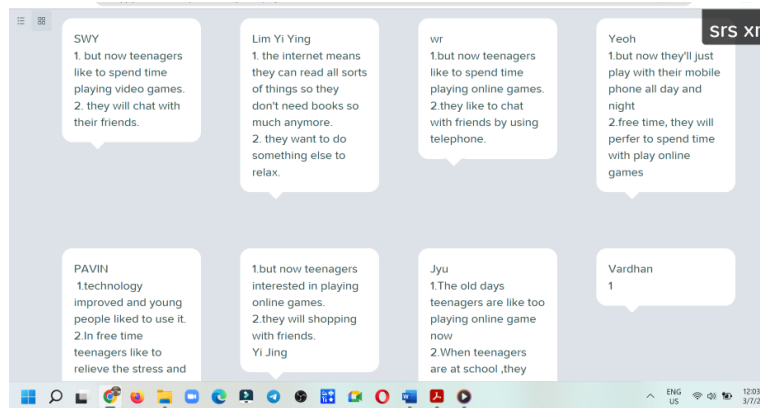 srs xm
SWY
1. but now teenagers
like to spend time
playing video games.
2. they will chat with
their friends.
Lim Yi Ying
1. the internet means
they can read all sorts
of things so they
don't need books so
much anymore.
2. they want to do
something else to
relax.
wr
1.but now teenagers
like to spend time
playing online games.
2.they like to chat
with friends by using
telephone.
Yeoh
1.but now they'll just
play with their mobile
phone all day and
night
2.free time, they will
perfer to spend time
with play online
games
PAVIN
1.technology
improved and young
people liked to use it.
2.In free time
teenagers like to
relieve the stress and
1.but now teenagers
interested in playing
online games.
2.they will shopping
with friends.
Yi Jing
Jyu
1.The old days
teenagers are like too
playing online game
now
2.When teenagers
are at school ,they
Vardhan
1
ENG
US
12:03
3/7/2